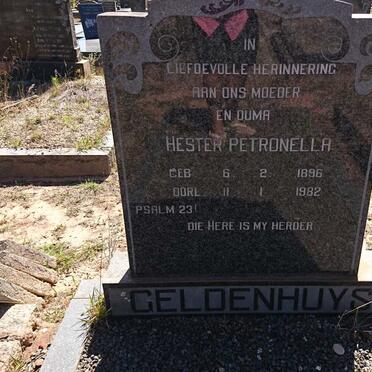 IN
LIEFDEVOLLE HERINNERING
AAN ONS MOEDER
EN OUMA
HESTER PETRONELLA
GEB 6 2 1896
OORL 11 1 1982
PSALM 23
DIE HERE IS MY HERDER
GELDENHUYS